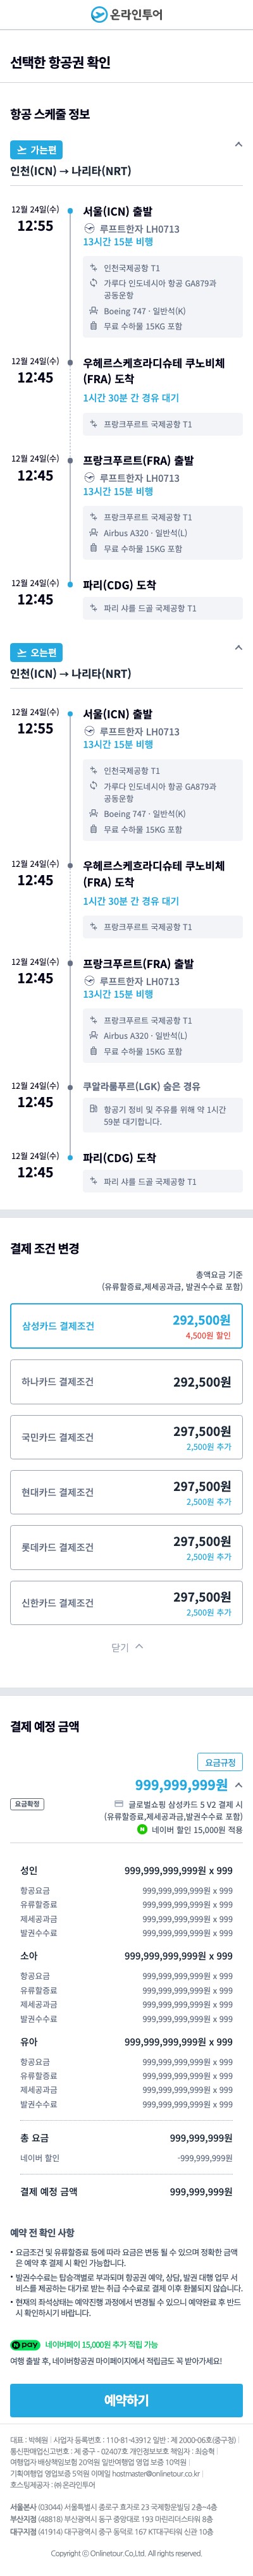 온라인투어
선택한 항공권 확인
항공 스케줄 정보
가는편
인천(ICN) → 나리타(NRT)
12월 24일(수)
12:55
서울(ICN) 출발
루프트한자 LH0713
13시간 15분 비행
인천국제공항 T1
가루다 인도네시아 항공 GA879과
공동운항
Boeing 747 · 일반석(K)
무료 수하물 15KG 포함
12월 24일(수)
12:45
우헤르스케흐라디슈테 쿠노비체
(FRA) 도착
1시간 30분 간 경유 대기
프랑크푸르트 국제공항 T1
12월 24일(수)
12:45
프랑크푸르트(FRA) 출발
루프트한자 LH0713
13시간 15분 비행
프랑크푸르트 국제공항 T1
Airbus A320 · 일반석(L)
무료 수하물 15KG 포함
12월 24일(수)
12:45
파리(CDG) 도착
파리 샤를 드골 국제공항 T1
오는편
인천(ICN) → 나리타(NRT)
12월 24일(수)
12:55
서울(ICN) 출발
루프트한자 LH0713
13시간 15분 비행
인천국제공항 T1
가루다 인도네시아 항공 GA879과
공동운항
Boeing 747 · 일반석(K)
무료 수하물 15KG 포함
12월 24일(수)
12:45
우헤르스케흐라디슈테 쿠노비체
(FRA) 도착
1시간 30분 간 경유 대기
프랑크푸르트 국제공항 T1
12월 24일(수)
12:45
프랑크푸르트(FRA) 출발
루프트한자 LH0713
13시간 15분 비행
프랑크푸르트 국제공항 T1
Airbus A320 · 일반석(L)
무료 수하물 15KG 포함
12월 24일(수)
12:45
쿠알라룸푸르(LGK) 숨은 경유
항공기 정비 및 주유를 위해 약 1시간
59분 대기합니다.
12월 24일(수)
12:45
파리(CDG) 도착
파리 샤를 드골 국제공항 T1
결제 조건 변경
총액요금 기준
(유류할증료,제세공과금, 발권수수료 포함)
삼성카드 결제조건
292,500원
4,500원 할인
하나카드 결제조건
292,500원
국민카드 결제조건
297,500원
2,500원 추가
현대카드 결제조건
297,500원
2,500원 추가
롯데카드 결제조건
297,500원
2,500원 추가
신한카드 결제조건
297,500원
2,500원 추가
닫기
결제 예정 금액
요금규정
999,999,999원
요금확정
글로벌쇼핑 삼성카드 5 V2 결제 시
(유류할증료,제세공과금,발권수수료 포함)
네이버 할인 15,000원 적용
성인 999,999,999,999원 x 999
항공요금 999,999,999,999원 x 999
유류할증료 999,999,999,999원 x 999
제세공과금 999,999,999,999원 x 999
발권수수료 999,999,999,999원 x 999
소아 999,999,999,999원 x 999
항공요금 999,999,999,999원 x 999
유류할증료 999,999,999,999원 x 999
제세공과금 999,999,999,999원 x 999
발권수수료 999,999,999,999원 x 999
유아 999,999,999,999원 x 999
항공요금 999,999,999,999원 x 999
유류할증료 999,999,999,999원 x 999
제세공과금 999,999,999,999원 x 999
발권수수료 999,999,999,999원 x 999
총 요금 999,999,999원
네이버 할인 -999,999,999원
결제 예정 금액 999,999,999원
예약 전 확인 사항
• 요금조건 및 유류할증료 등에 따라 요금은 변동 될 수 있으며 정확한 금액
은 예약 후 결제 시 확인 가능합니다.
• 발권수수료는 탑승객별로 부과되며 항공권 예약, 상담, 발권 대행 업무 서
비스를 제공하는 대가로 받는 취급 수수료로 결제 이후 환불되지 않습니다.
• 현재의 좌석상태는 예약진행 과정에서 변경될 수 있으니 예약완료 후 반드
시 확인하시기 바랍니다.
N pay 네이버페이 15,000원 추가 적립 가능
여행 출발 후, 네이버항공권 마이페이지에서 적립금도 꼭 받아가세요!
예약하기
대표 : 박혜원 | 사업자 등록번호 : 110-81-43912 일반 : 제 2000-06호(중구청)
통신판매업신고번호 : 제 중구 - 02407호 개인정보보호 책임자 : 최승혁
여행업자 배상책임보험 20억원 일반여행업 영업 보증 10억원
기획여행업 영업보증 5억원 이메일 hostmaster@onlinetour.co.kr
호스팅제공자 : ㈜ 온라인투어
서울본사 (03044) 서울특별시 종로구 효자로 23 국제항운빌딩 2층~4층
부산지점 (48818) 부산광역시 동구 중앙대로 193 마린리더스타워 8층
대구지점 (41914) 대구광역시 중구 동덕로 167 KT대구타워 신관 10층
Copyright ⓒ Onlinetour.Co,Ltd. All rights reserved.